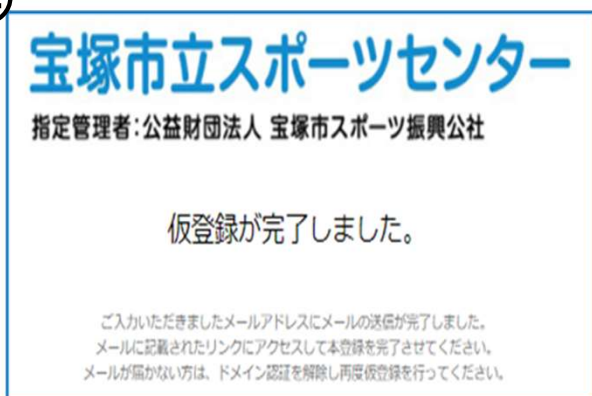 宝塚市立スポーツセンター
指定管理者:公益財団法人 宝塚市スポーツ振興公社
仮登録が完了しました。
ご入力いただきましたメールアドレスにメールの送信が完了しました。
メールに記載されたリンクにアクセスして本登録を完了させてください。
メールが届かない方は、ドメイン認証を解除し再度仮登録を行ってください。